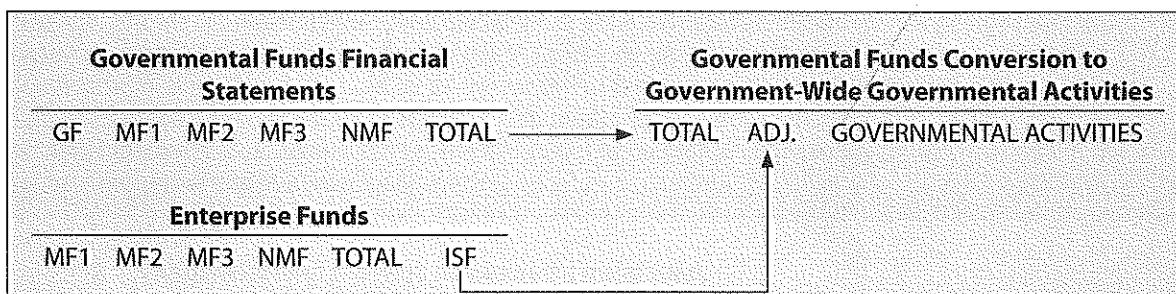 Governmental Funds Financial
Statements
GF MF1 MF2 MF3 NMF TOTAL
Enterprise Funds
MF1 MF2 MF3 NMF TOTAL ISF
Governmental Funds Conversion to
Government-Wide Governmental Activities
TOTAL ADJ. GOVERNMENTAL ACTIVITIES